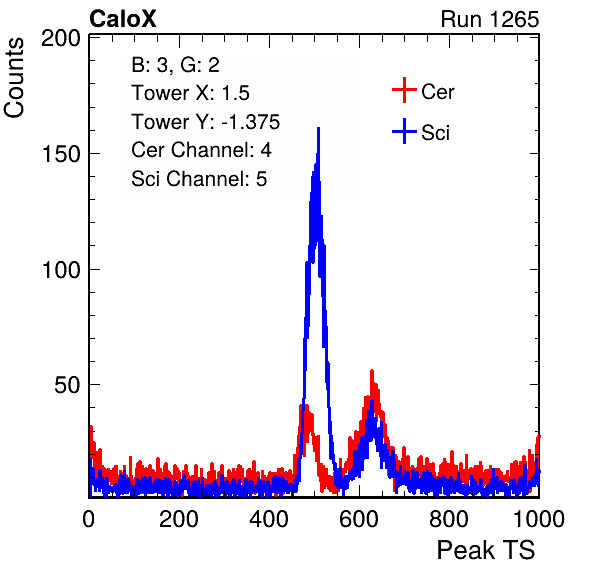 CaloX Run 1265
Counts
200
150
100
50
B: 3, G: 2
Tower X: 1.5
Tower Y: -1.375
Cer Channel: 4
Sci Channel: 5
Cer
Sci
0 200 400 600 800 1000
Peak TS